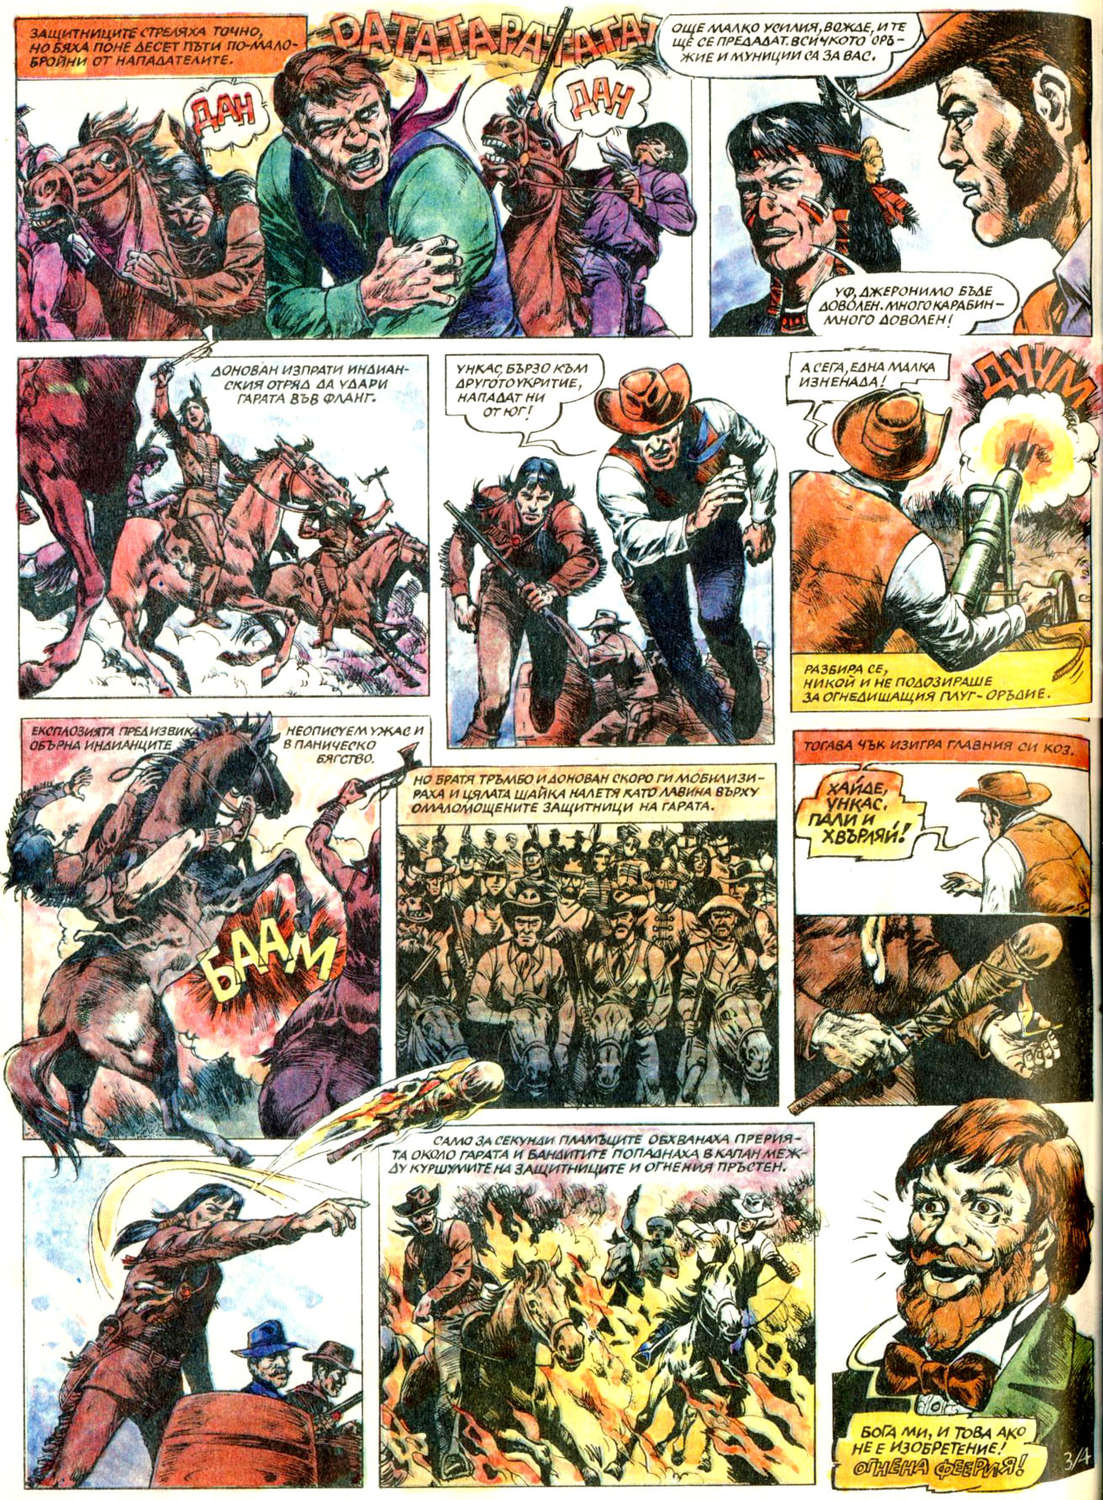 ЗАЩИТНИЦИТЕ СТРЕЛЯХА ТОЧНО,
НО БЯХА ПОНЕ ДЕСЕТ ПЪТИ ПО-МАЛО-
БРОЙНИ ОТ НАПАДАТЕЛИТЕ.
РАТАТАРАТАТАТ
ДАН
ДАН
ОЩЕ МАЛКО УСИЛИЯ, ВОЖДЕ, И ТЕ
ЩЕ СЕ ПРЕДАДАТ. ВСИЧКОТО ОРЪ-
ЖИЕ И МУНИЦИИ СА ЗА ВАС.
УФ, ДЖЕРОНИМО БЪДЕ
ДОВОЛЕН. МНОГО КАРАБИН-
МНОГО ДОВОЛЕН!
ДОНОВАН ИЗПРАТИ ИНДИАН-
СКИЯ ОТРЯД ДА УДАРИ
ГАРАТА ВЪВ ФЛАНГ.
УНКАС, БЪРЗО КЪМ
ДРУГОТО УКРИТИЕ,
НАПАДАТ НИ
ОТ ЮГ!
А СЕГА, ЕДНА МАЛКА
ИЗНЕНАДА!
ДУУМ
РАЗБИРА СЕ,
НИКОЙ И НЕ ПОДОЗИРАШЕ
ЗА ОГНЕДИШАЩИЯ ПЛУГ-ОРЪДИЕ.
ЕКСПЛОЗИЯТА ПРЕДИЗВИКА НЕОПИСУЕМ УЖАС И
ОБЪРНА ИНДИАНЦИТЕ В ПАНИЧЕСКО
БЯГСТВО.
БААМ
НО БРАТЯ ТРЪЛБО И ДОНОВАН СКОРО ГИ МОБИЛИЗИ-
РАХА И ЦЯЛАТА ШАЙКА НАЛЕТЯ КАТО ЛАВИНА ВЪРХУ
ОМАЛОМОЩЕНИТЕ ЗАЩИТНИЦИ НА ГАРАТА.
ТОГАВА ЧЪК ИЗИГРА ГЛАВНИЯ СИ КОЗ.
ХАЙДЕ,
УНКАС,
ПАЛИ И
ХВЪРЛЯЙ!
САМО ЗА СЕКУНДИ ПЛАМЪЦИТЕ ОБХВАНАХА ПРЕРИЯ-
ТА ОКОЛО ГАРАТА И БАНДИТИТЕ ПОПАДНАХА В КАПАН МЕЖ-
ДУ КУРШУМИТЕ НА ЗАЩИТНИЦИТЕ И ОГНЕНИЯ ПРЪСТЕН.
БОГА МИ, И ТОВА АКО
НЕ Е ИЗОБРЕТЕНИЕ!
ОГНЕНА ФЕЕРИЯ!
3/4